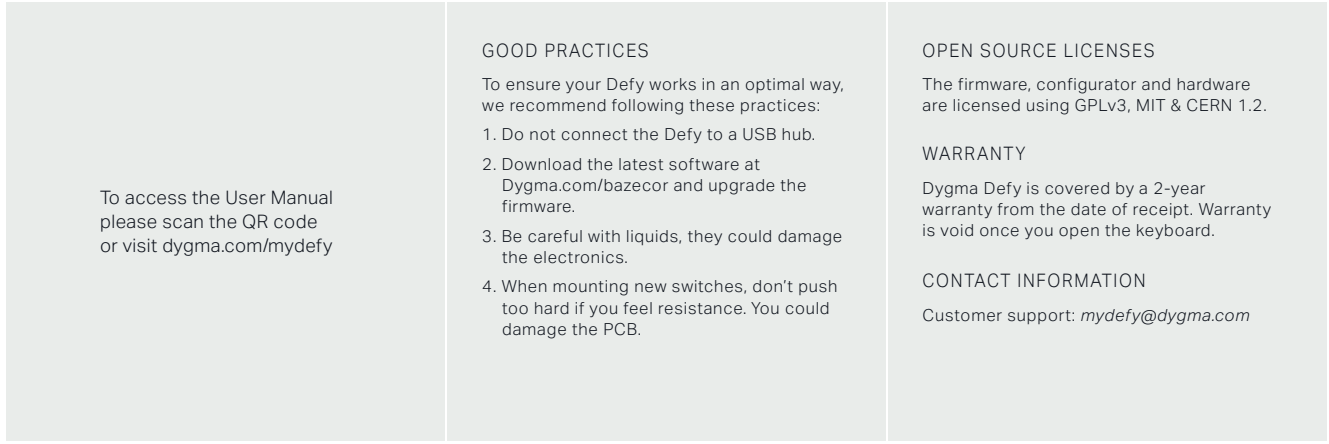 To access the User Manual
please scan the QR code
or visit dygma.com/mydefy
GOOD PRACTICES
To ensure your Defy works in an optimal way,
we recommend following these practices:
1. Do not connect the Defy to a USB hub.
2. Download the latest software at
Dygma.com/bazecor and upgrade the
firmware.
3. Be careful with liquids, they could damage
the electronics.
4. When mounting new switches, don’t push
too hard if you feel resistance. You could
damage the PCB.
OPEN SOURCE LICENSES
The firmware, configurator and hardware
are licensed using GPLv3, MIT & CERN 1.2.
WARRANTY
Dygma Defy is covered by a 2-year
warranty from the date of receipt. Warranty
is void once you open the keyboard.
CONTACT INFORMATION
Customer support: mydefy@dygma.com